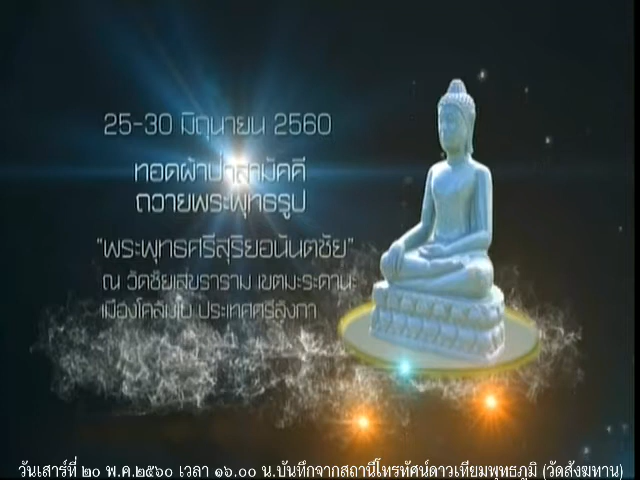 25-30 มิถุนายน 2560
ทอดผ้าป่าสามัคคี
ถวายพระพุทธรูป
"พระพุทธศรีสุริยอนันตชัย"
ณ วัดชัยสุขราราม เขตมะระดานะ
เมืองโคลัมโบ ประเทศศรีลังกา
วันเสาร์ที่ ๒๐ พ.ค.๒๕๖๐ เวลา ๑๖.๐๐ น.บันทึกจากสถานีโทรทัศน์ดาวเทียมพุทธภูมิ (วัดสังฆทาน)